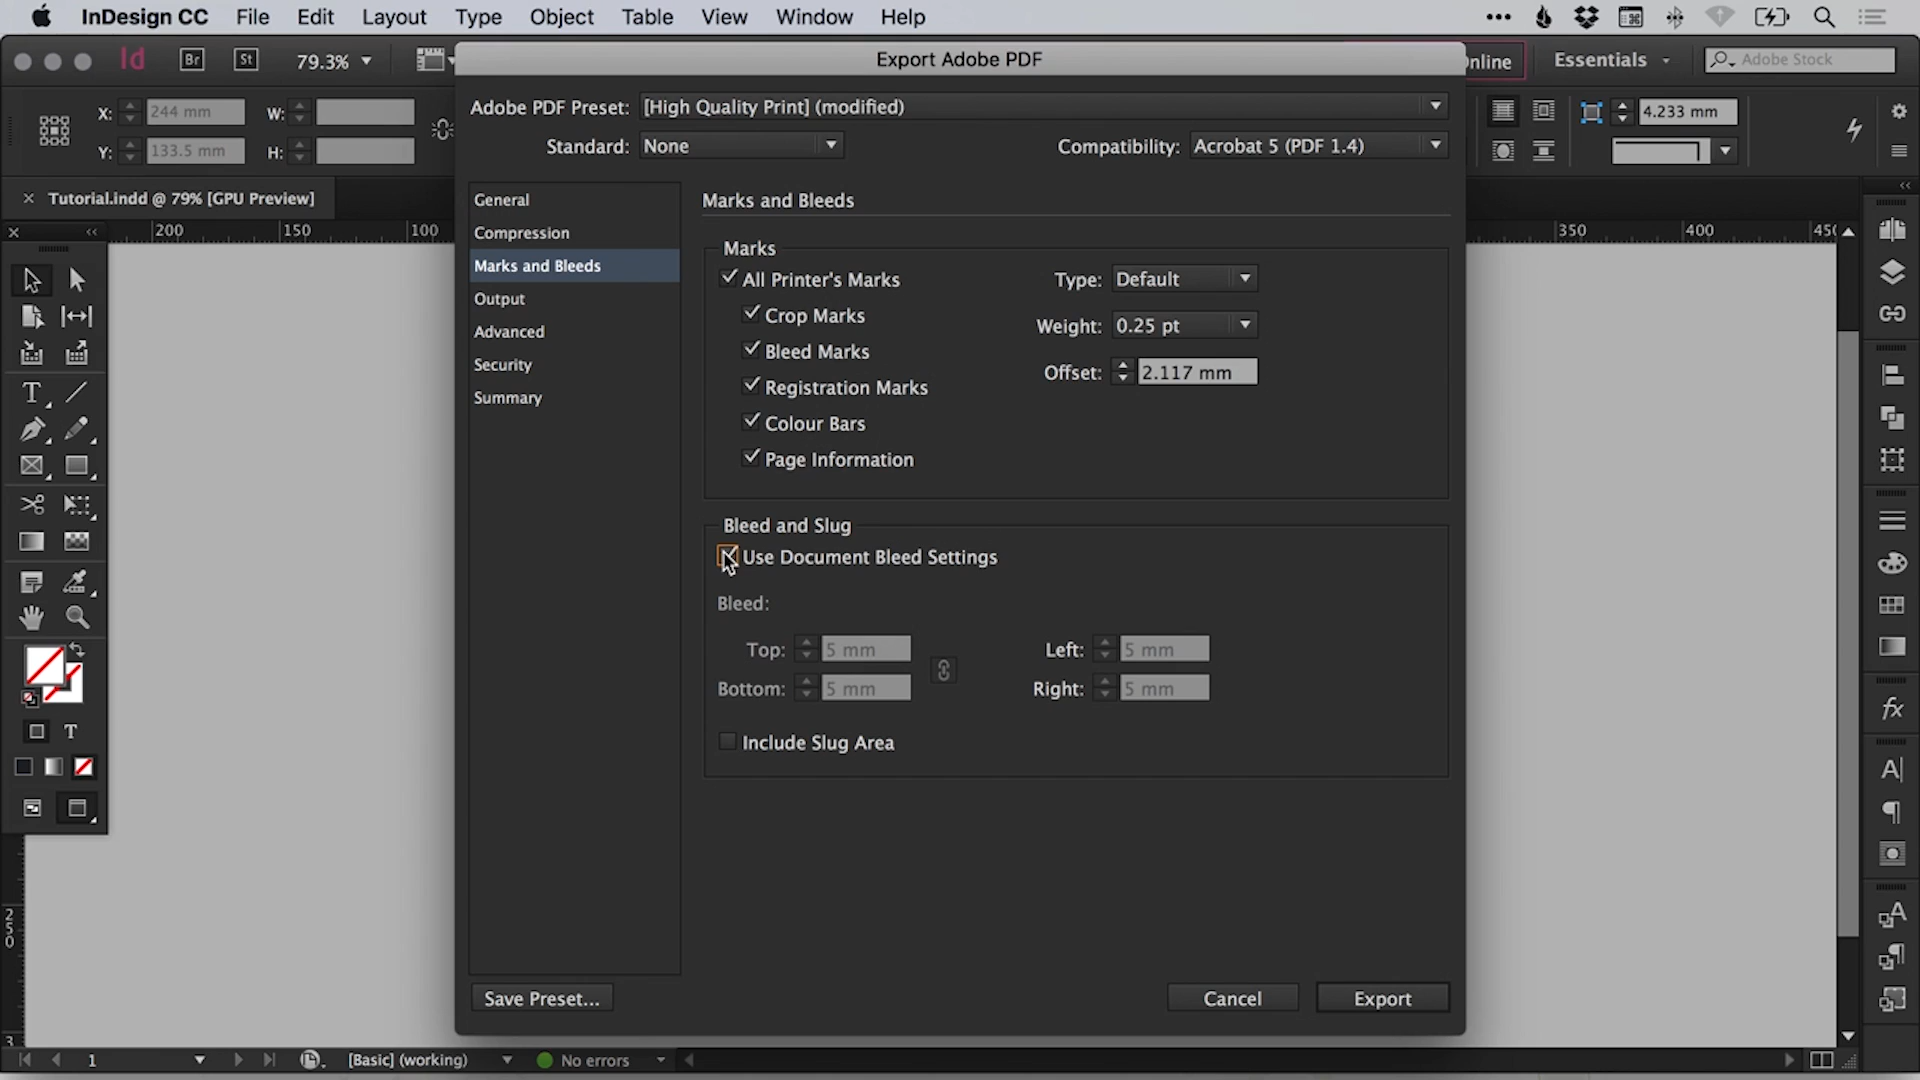 InDesign CC File Edit Layout Type Object Table View Window Help
Id Br St 79.3% Export Adobe PDF nline Essentials Adobe Stock
Adobe PDF Preset: [High Quality Print] (modified)
X: 244 mm W: 4.233 mm
Standard: None Compatibility: Acrobat 5 (PDF 1.4)
Y: 133.5 mm H:
Tutorial.indd @ 79% [GPU Preview]
200 150 100 350 400 450
General
Compression
Marks and Bleeds
Output
Advanced
Security
Summary
Marks and Bleeds
Marks
All Printer's Marks
Crop Marks
Bleed Marks
Registration Marks
Colour Bars
Page Information
Type: Default
Weight: 0.25 pt
Offset: 2.117 mm
Bleed and Slug
Use Document Bleed Settings
Bleed:
Top: 5 mm Left: 5 mm
Bottom: 5 mm Right: 5 mm
Include Slug Area
250
3
Save Preset... Cancel Export
1 [Basic] (working) No errors